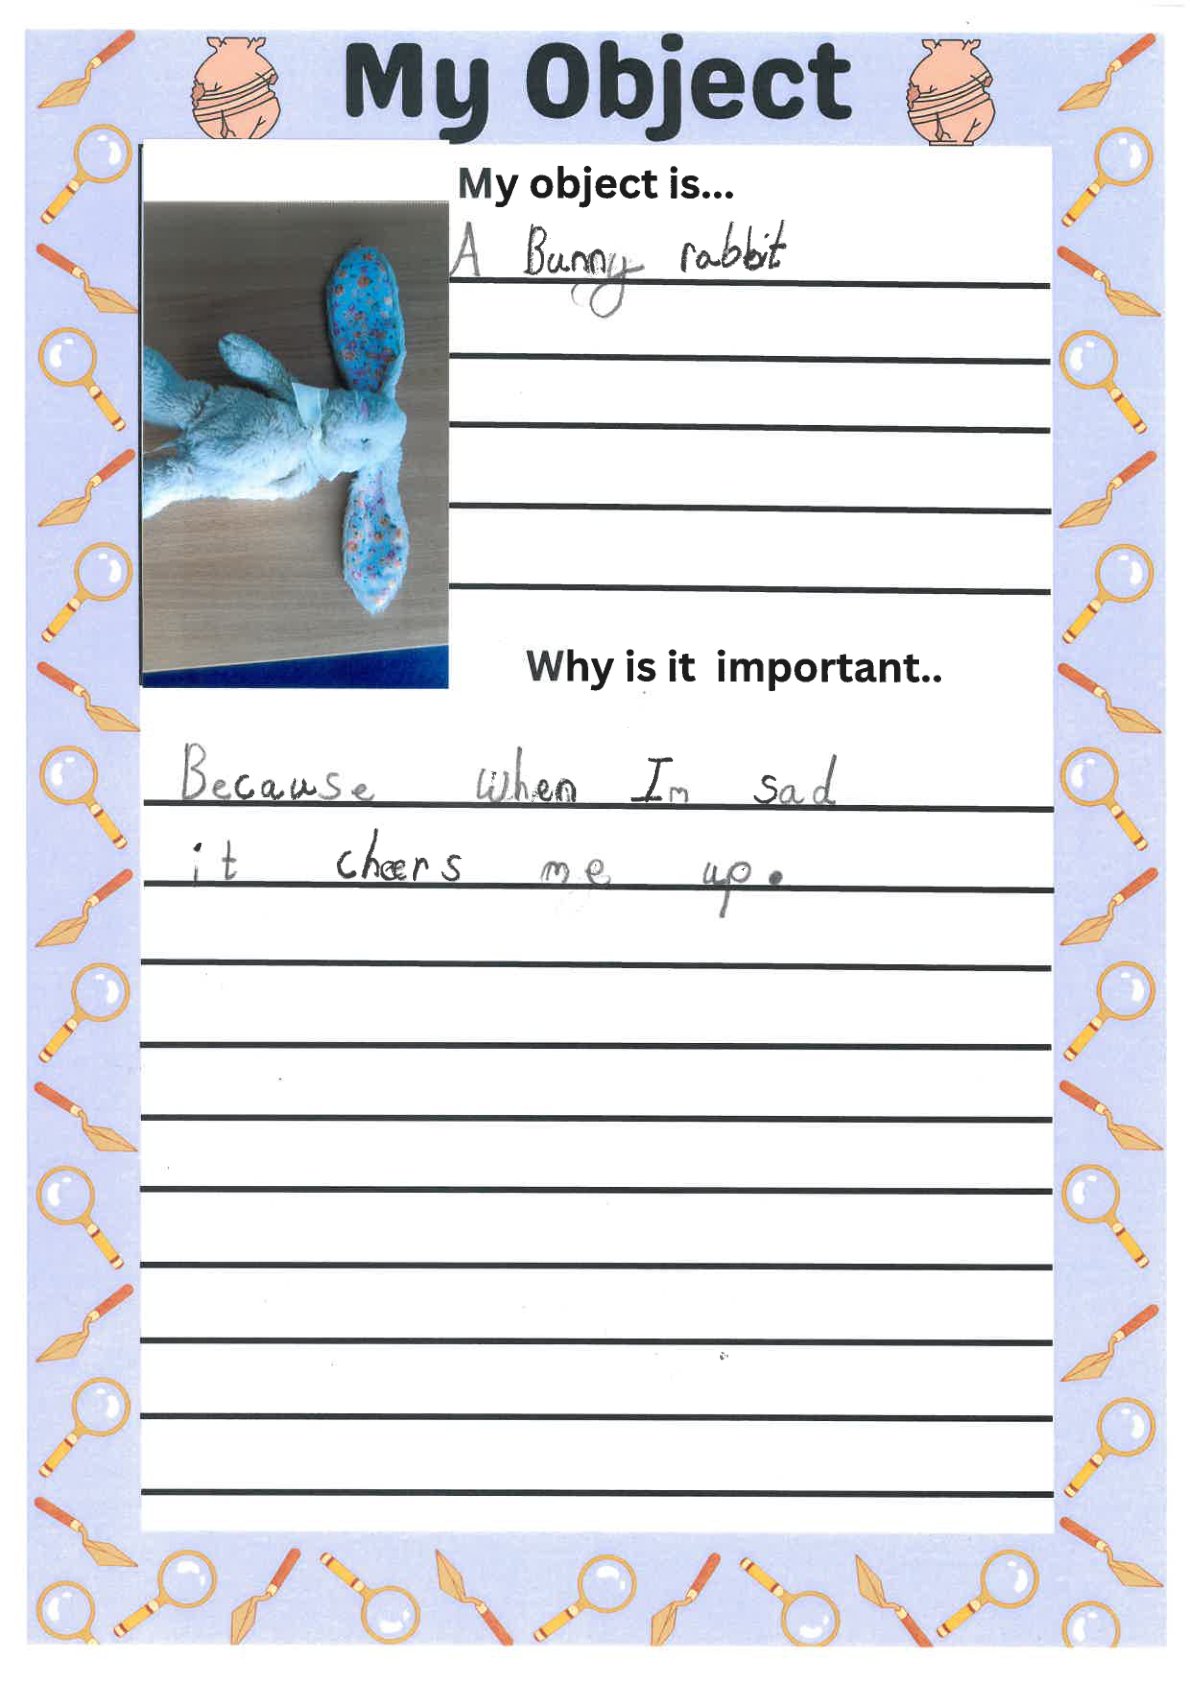 My Object
My object is...
A Bunny rabbit
Why is it important..
Because when Im sad
it cheers me up.